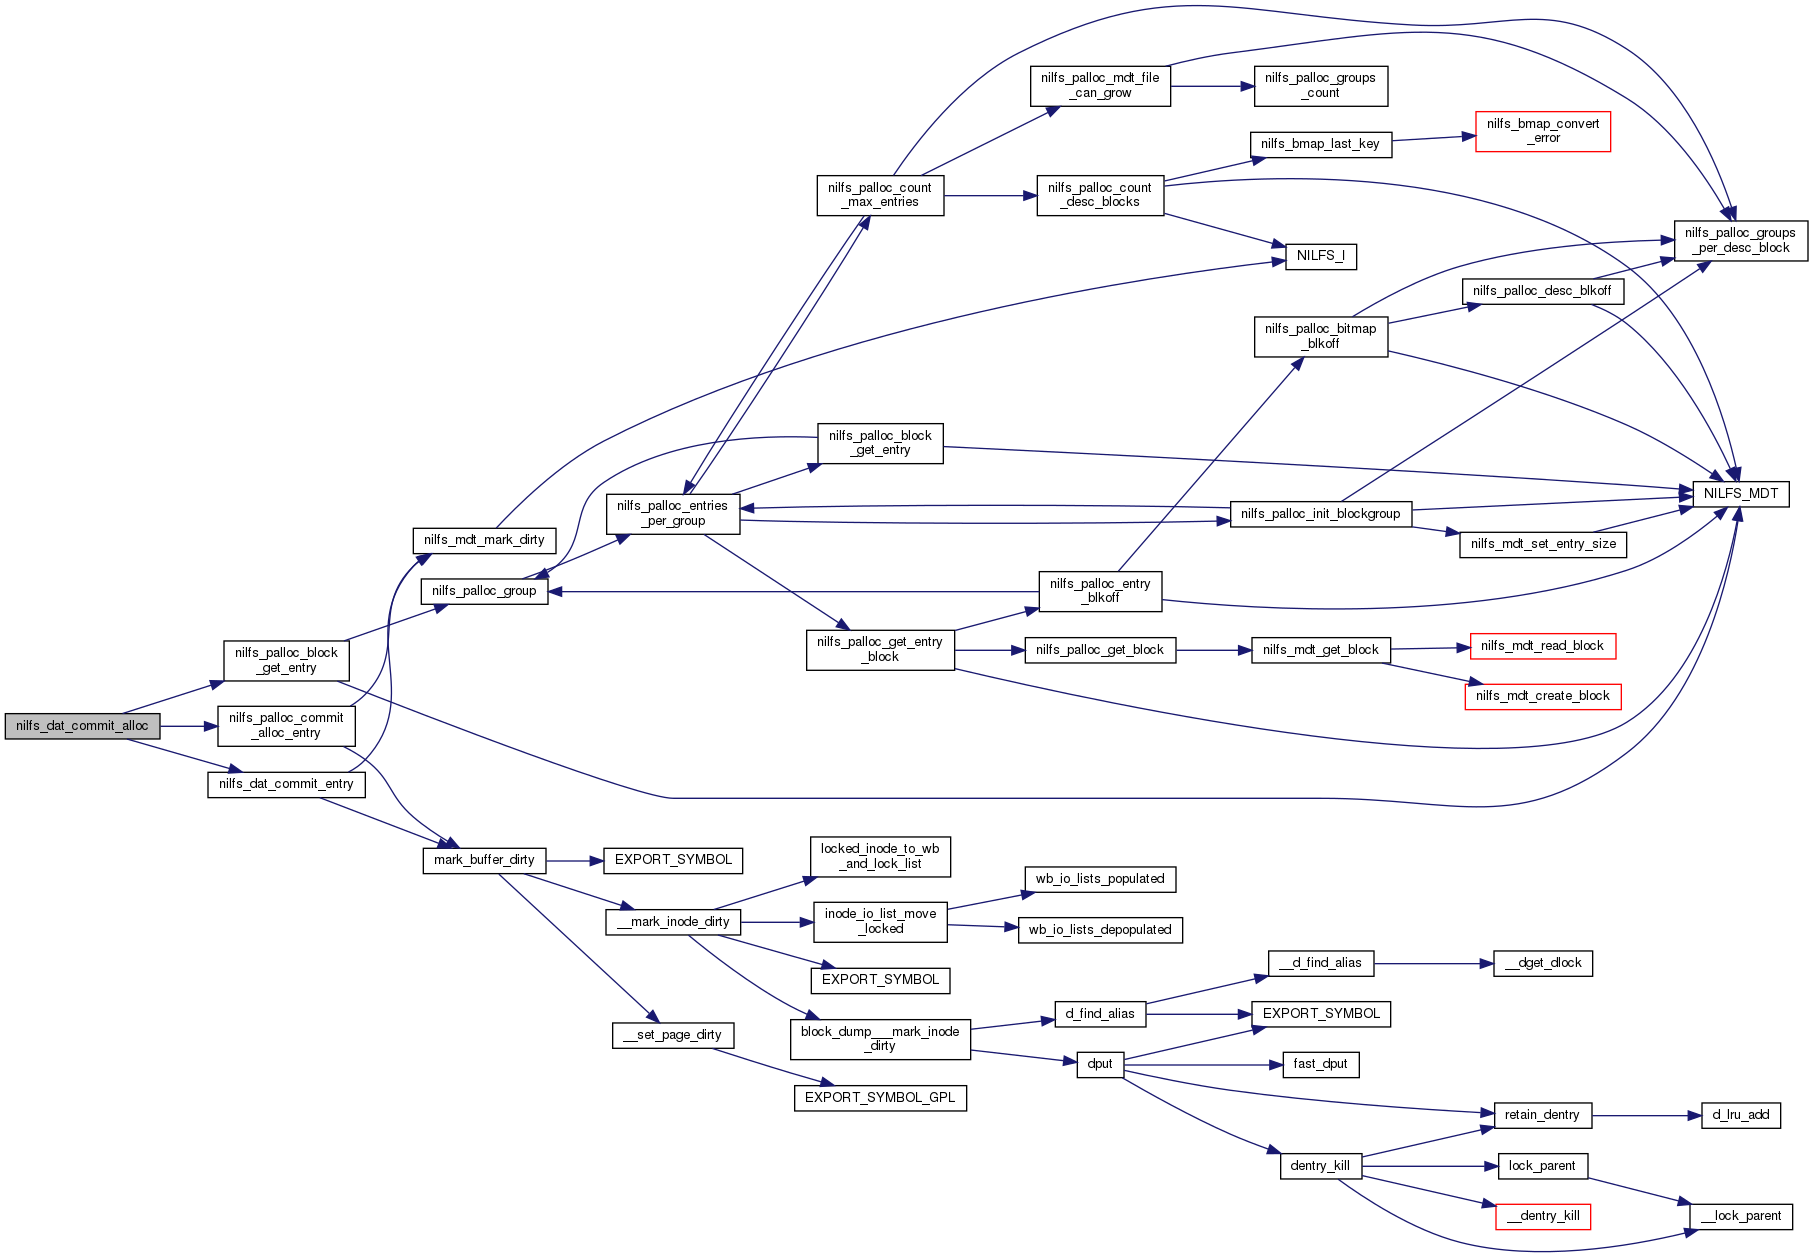 nilfs_palloc_mdt_file
_can_grow
nilfs_palloc_groups
_count
nilfs_bmap_convert
_error
nilfs_bmap_last_key
nilfs_palloc_count
_max_entries
nilfs_palloc_count
_desc_blocks
nilfs_palloc_groups
_per_desc_block
NILFS_I
nilfs_palloc_desc_blkoff
nilfs_palloc_bitmap
_blkoff
nilfs_palloc_block
_get_entry
NILFS_MDT
nilfs_palloc_entries
_per_group
nilfs_palloc_init_blockgroup
nilfs_mdt_mark_dirty
nilfs_mdt_set_entry_size
nilfs_palloc_group
nilfs_palloc_entry
_blkoff
nilfs_palloc_block
_get_entry
nilfs_palloc_get_entry
_block
nilfs_palloc_get_block
nilfs_mdt_get_block
nilfs_mdt_read_block
nilfs_mdt_create_block
nilfs_dat_commit_alloc
nilfs_palloc_commit
_alloc_entry
nilfs_dat_commit_entry
mark_buffer_dirty
EXPORT_SYMBOL
locked_inode_to_wb
_and_lock_list
wb_io_lists_populated
__mark_inode_dirty
inode_io_list_move
_locked
wb_io_lists_depopulated
EXPORT_SYMBOL
__d_find_alias
__dget_dlock
d_find_alias
EXPORT_SYMBOL
__set_page_dirty
block_dump___mark_inode
_dirty
dput
fast_dput
EXPORT_SYMBOL_GPL
retain_dentry
d_lru_add
dentry_kill
lock_parent
__dentry_kill
__lock_parent